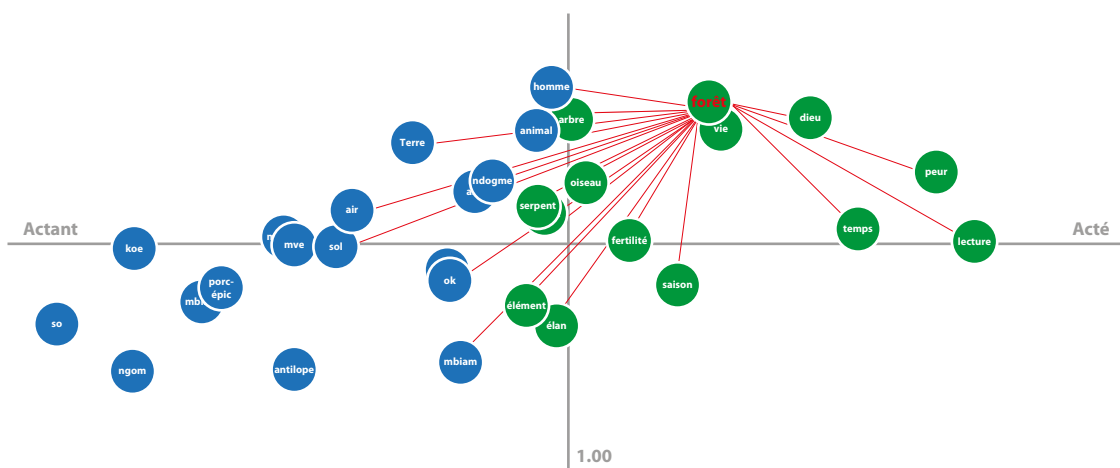 homme
forêt
arbre
dieu
vie
animal
Terre
peur
ndogme
oiseau
serpent
air
Actant
Acté
temps
fertilité
lecture
mve
sol
koe
ok
saison
porc-
épic
élément
so
élan
mbiam
ngom
antilope
1.00